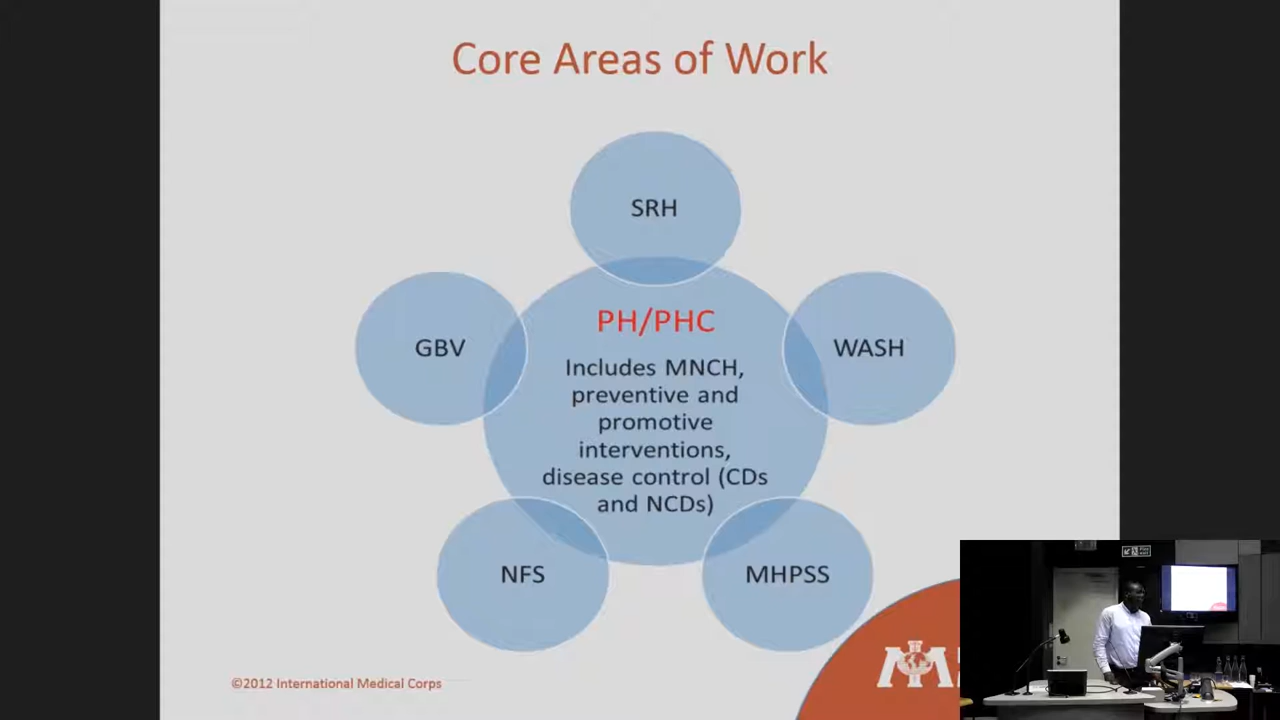 Core Areas of Work
SRH
GBV
PH/PHC
WASH
Includes MNCH,
preventive and
promotive
interventions,
disease control (CDs
and NCDs)
NFS
MHPSS
©2012 International Medical Corps